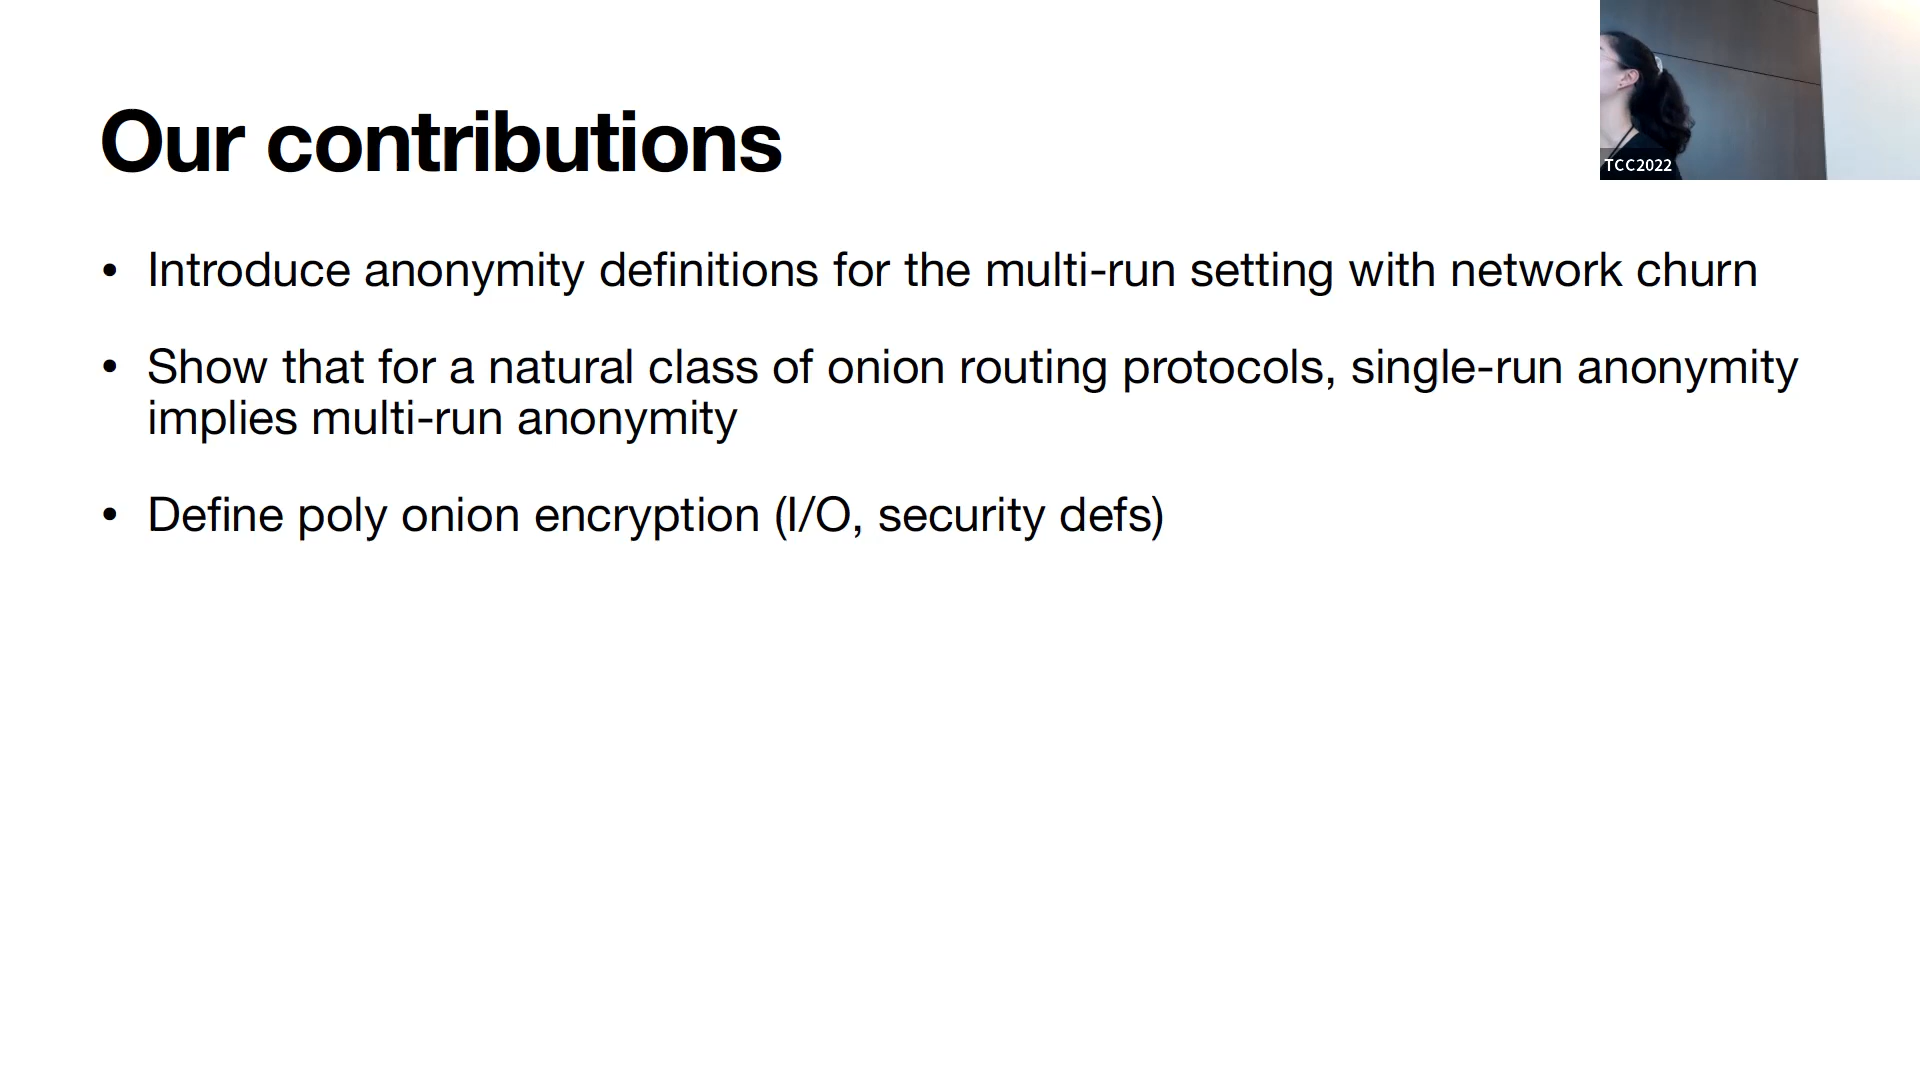 Our contributions
TCC2022
• Introduce anonymity definitions for the multi-run setting with network churn
• Show that for a natural class of onion routing protocols, single-run anonymity
implies multi-run anonymity
• Define poly onion encryption (I/O, security defs)